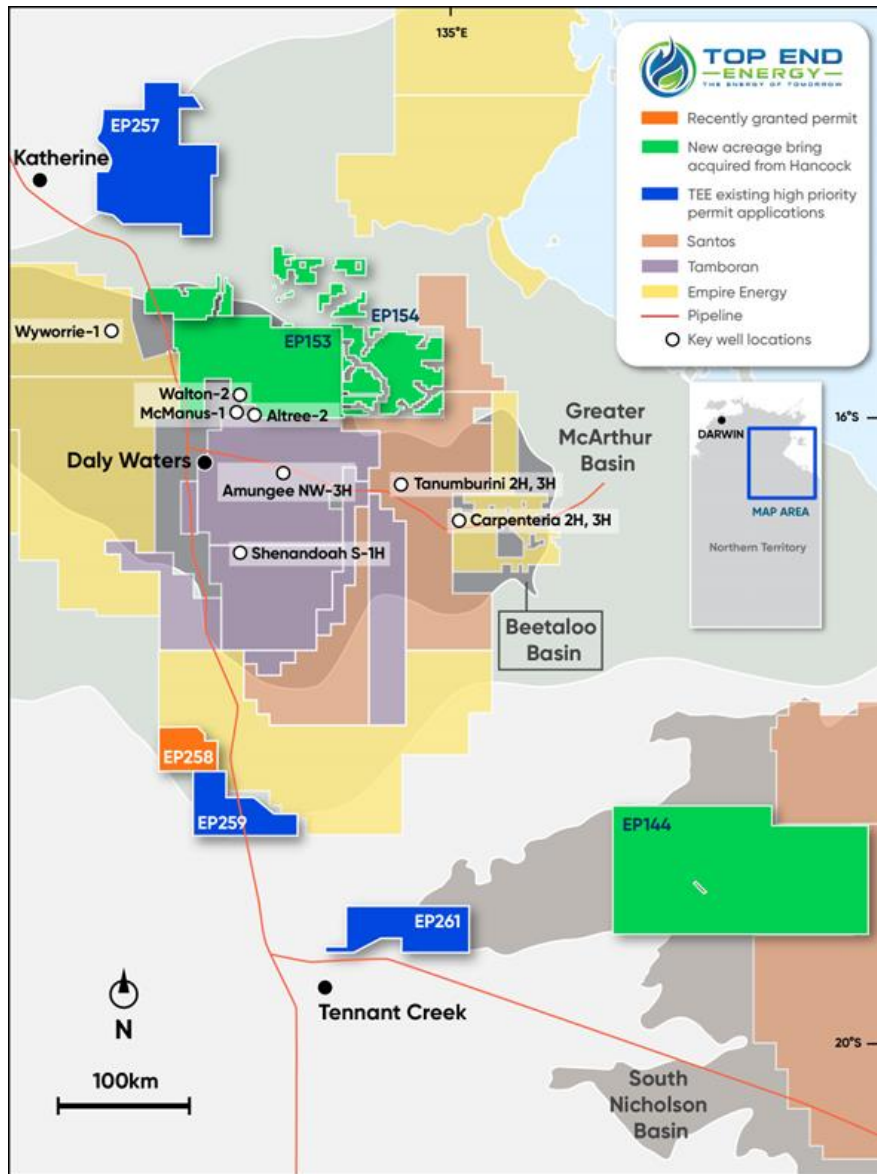 135°E
TOP END
ENERGY
THE ENERGY OF TOMORROW
Recently granted permit
New acreage bring
acquired from Hancock
TEE existing high priority
permit applications
Santos
Tamboran
Empire Energy
Pipeline
Key well locations
EP257
Katherine
EP154
EP153
Wyworrie-1
Walton-2
McManus-1
Altree-2
Greater
McArthur
Basin
16°S
DARWIN
MAP AREA
Northern Territory
Daly Waters
Amungee NW-3H
Tanumburini 2H, 3H
Carpenteria 2H, 3H
Shenandoah S-1H
Beetaloo
Basin
EP258
EP259
EP144
EP261
N
Tennant Creek
100km
20°S
South
Nicholson
Basin